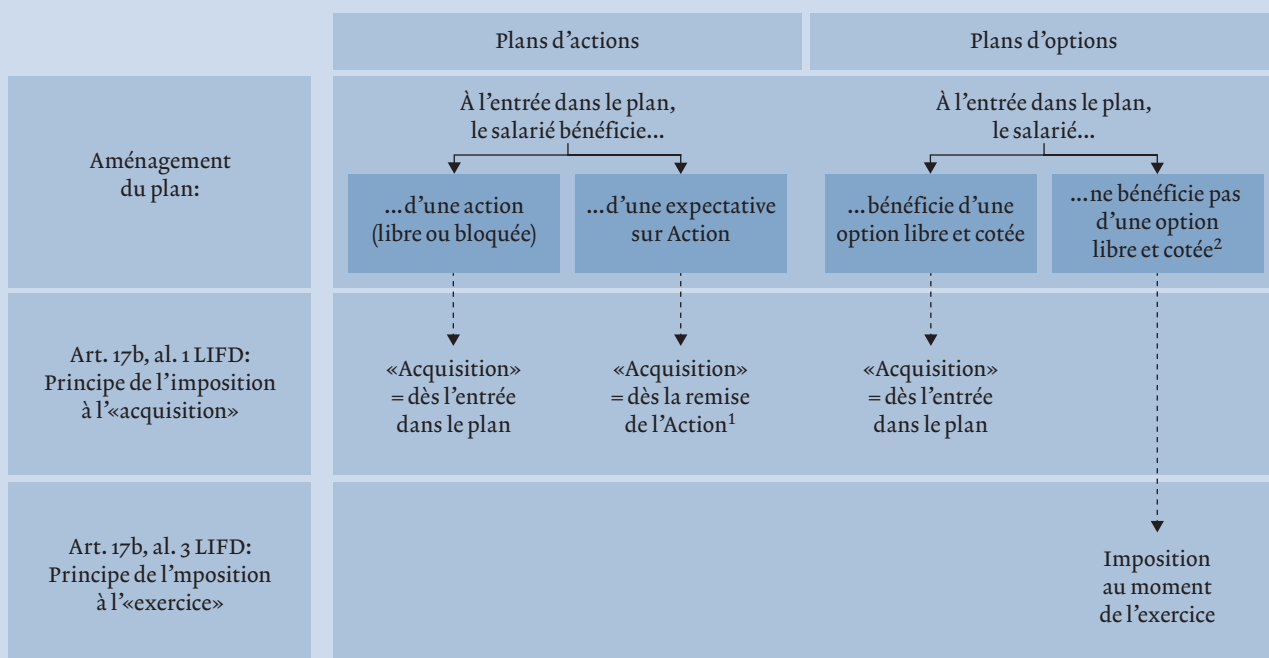 Plans d'actions
Plans d'options
Aménagement
du plan:
À l'entrée dans le plan,
le salarié bénéficie...
À l'entrée dans le plan,
le salarié...
...d'une action
(libre ou bloquée)
...d'une expectative
sur Action
...bénéficie d'une
option libre et cotée
...ne bénéficie pas
d'une option
libre et cotée²
Art. 17b, al. 1 LIFD:
Principe de l'imposition
à l'«acquisition»
«Acquisition»
= dès l'entrée
dans le plan
«Acquisition»
= dès la remise
de l'Action¹
«Acquisition»
= dès l'entrée
dans le plan
Art. 17b, al. 3 LIFD:
Principe de l'mposition
à l'«exercice»
Imposition
au moment
de l'exercice